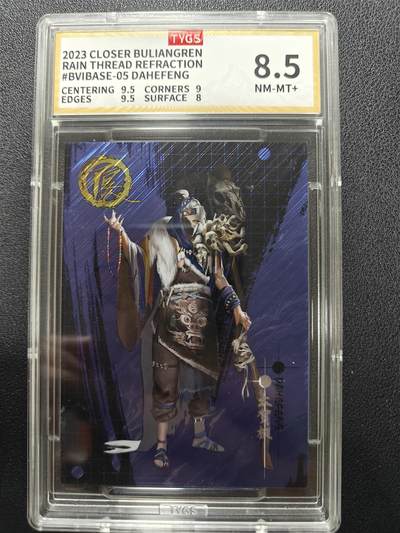 TYGS
2023 CLOSER BULIANGREN
RAIN THREAD REFRACTION
#BVIBASE-05 DAHEFENG
CENTERING 9.5 CORNERS 9
EDGES 9.5 SURFACE 8
8.5
NM-MT+
TYGS